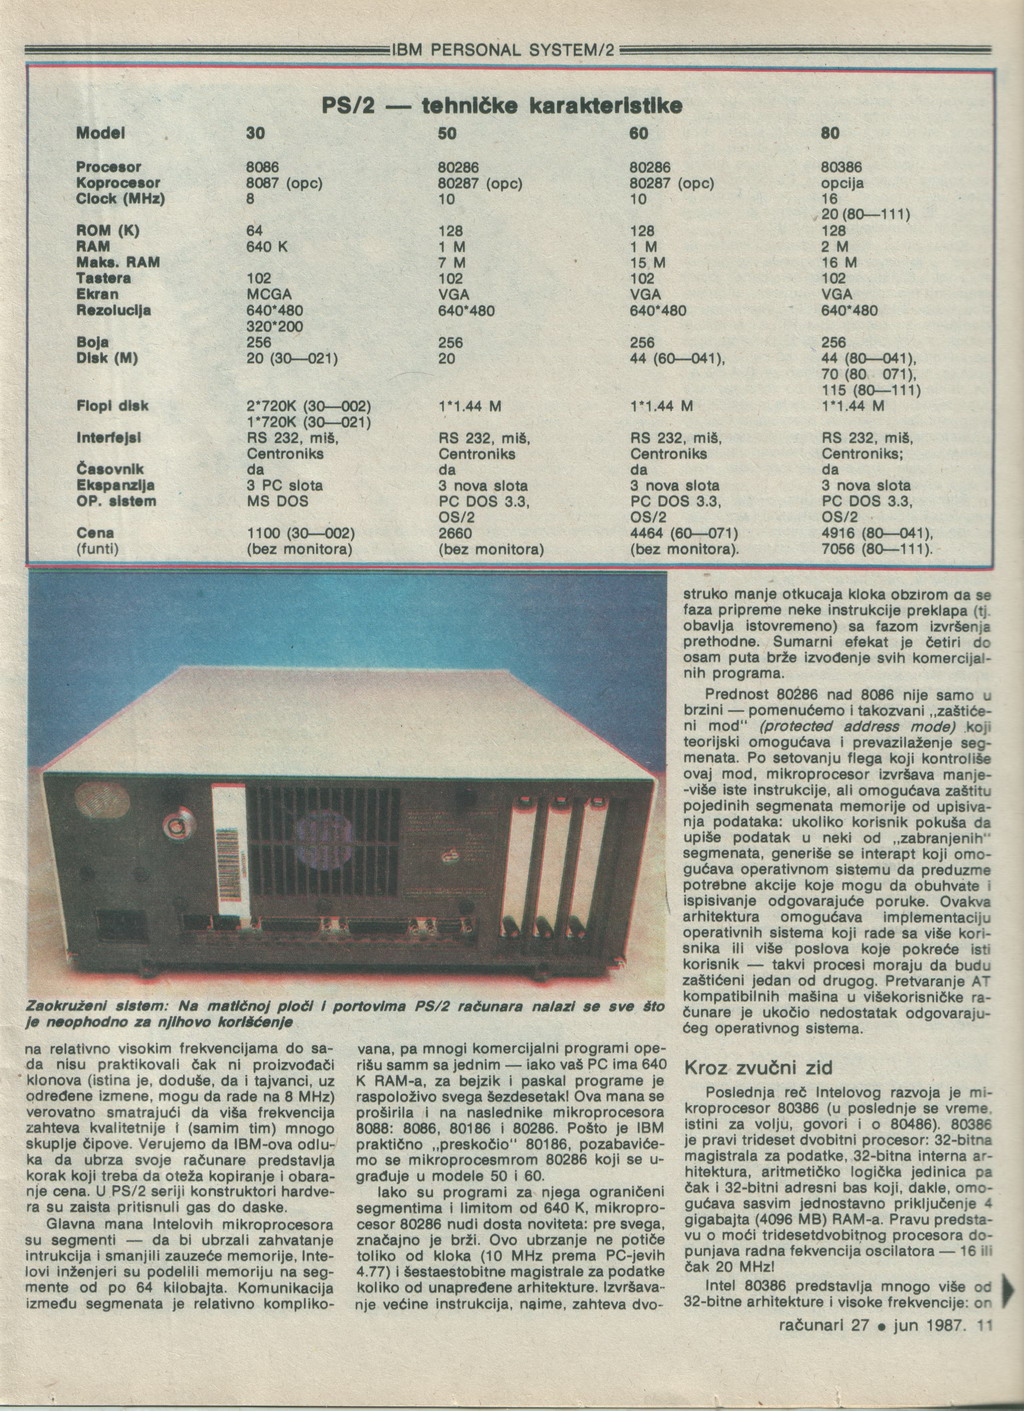 IBM PERSONAL SYSTEM/2
PS/2 — tehničke karakteristike
Model 30 50 60 80
Procesor 8086 80286 80286 80386
Koprocesor 8087 (opc) 80287 (opc) 80287 (opc) opcija
Clock (MHz) 8 10 10 16
20 (80—111)
ROM (K) 64 128 128 128
RAM 640 K 1 M 1 M 2 M
Maks. RAM 7 M 15 M 16 M
Tastera 102 102 102 102
Ekran MCGA VGA VGA VGA
Rezolucija 640*480 640*480 640*480 640*480
320*200
Boja 256 256 256 256
Disk (M) 20 (30—021) 20 44 (60—041), 44 (80—041),
70 (80 071),
115 (80—111)
Flopi disk 2*720K (30—002) 1*1.44 M 1*1.44 M 1*1.44 M
1*720K (30—021)
Interfejsi RS 232, miš, RS 232, miš, RS 232, miš, RS 232, miš,
Centroniks Centroniks Centroniks Centroniks;
Časovnik da da da da
Ekspanzija 3 PC slota 3 nova slota 3 nova slota 3 nova slota
OP. sistem MS DOS PC DOS 3.3, PC DOS 3.3, PC DOS 3.3,
OS/2 OS/2 OS/2
Cena 1100 (30—002) 2660 4464 (60—071) 4916 (80—041),
(funti) (bez monitora) (bez monitora) (bez monitora). 7056 (80—111).
Zaokruženi sistem: Na matičnoj ploči i portovima PS/2 računara nalazi se sve što
je neophodno za njihovo korišćenje
na relativno visokim frekvencijama do sa-
da nisu praktikovali čak ni proizvođači
klonova (istina je, doduše, da i tajvanci, uz
određene izmene, mogu da rade na 8 MHz)
verovatno smatrajući da viša frekvencija
zahteva kvalitetnije i (samim tim) mnogo
skuplje čipove. Verujemo da IBM-ova odlu-
ka da ubrza svoje računare predstavlja
korak koji treba da oteža kopiranje i obara-
nje cena. U PS/2 seriji konstruktori hardve-
ra su zaista pritisnuli gas do daske.
Glavna mana Intelovih mikroprocesora
su segmenti — da bi ubrzali zahvatanje
intrukcija i smanjili zauzeće memorije, Inte-
lovi inženjeri su podelili memoriju na seg-
mente od po 64 kilobajta. Komunikacija
između segmenata je relativno kompliko-
vana, pa mnogi komercijalni programi ope-
rišu samm sa jednim — iako vaš PC ima 640
K RAM-a, za bejzik i paskal programe je
raspoloživo svega šezdesetak! Ova mana se
proširila i na naslednike mikroprocesora
8088: 8086, 80186 i 80286. Pošto je IBM
praktično „preskočio" 80186, pozabaviće-
mo se mikroprocesmrom 80286 koji se u-
građuje u modele 50 i 60.
Iako su programi za njega ograničeni
segmentima i limitom od 640 K, mikropro-
cesor 80286 nudi dosta noviteta: pre svega,
značajno je brži. Ovo ubrzanje ne potiče
toliko od kloka (10 MHz prema PC-jevih
4.77) i šestaestobitne magistrale za podatke
koliko od unapređene arhitekture. Izvršava-
nje većine instrukcija, naime, zahteva dvo-
struko manje otkucaja kloka obzirom da se
faza pripreme neke instrukcije preklapa (tj.
obavlja istovremeno) sa fazom izvršenja
prethodne. Sumarni efekat je četiri do
osam puta brže izvođenje svih komercijal-
nih programa.
Prednost 80286 nad 8086 nije samo u
brzini — pomenućemo i takozvani „zaštiće-
ni mod" (protected address mode) koji
teorijski omogućava i prevazilaženje seg-
menata. Po setovanju flega koji kontroliše
ovaj mod, mikroprocesor izvršava manje-
-više iste instrukcije, ali omogućava zaštitu
pojedinih segmenata memorije od upisiva-
nja podataka: ukoliko korisnik pokuša da
upiše podatak u neki od „zabranjenih"
segmenata, generiše se interapt koji omo-
gućava operativnom sistemu da preduzme
potrebne akcije koje mogu da obuhvate i
ispisivanje odgovarajuće poruke. Ovakva
arhitektura omogućava implementaciju
operativnih sistema koji rade sa više kori-
snika ili više poslova koje pokreće isti
korisnik — takvi procesi moraju da budu
zaštićeni jedan od drugog. Pretvaranje AT
kompatibilnih mašina u višekorisničke ra-
čunare je ukočio nedostatak odgovaraju-
ćeg operativnog sistema.
Kroz zvučni zid
Poslednja reč Intelovog razvoja je mi-
kroprocesor 80386 (u poslednje se vreme,
istini za volju, govori i o 80486). 80386
je pravi trideset dvobitni procesor: 32-bitna
magistrala za podatke, 32-bitna interna ar-
hitektura, aritmetičko logička jedinica pa
čak i 32-bitni adresni bas koji, dakle, omo-
gućava sasvim jednostavno priključenje 4
gigabajta (4096 MB) RAM-a. Pravu predsta-
vu o moći tridesetdvobitnog procesora do-
punjava radna fekvencija oscilatora — 16 ili
čak 20 MHz!
Intel 80386 predstavlja mnogo više od
32-bitne arhitekture i visoke frekvencije: on
računari 27 • jun 1987. 11